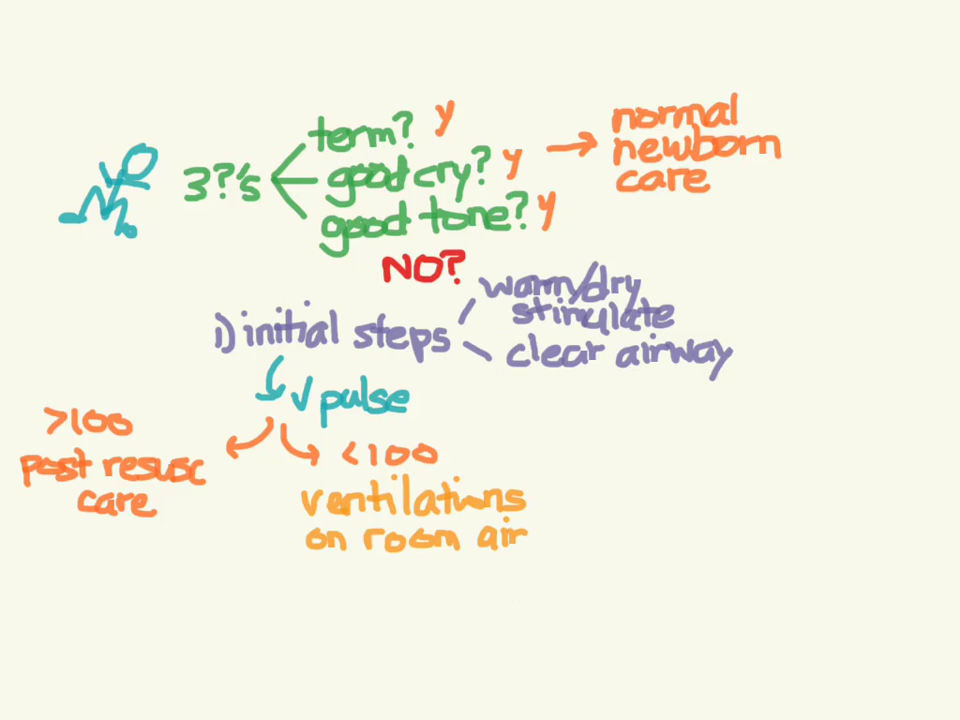 3?'s
term? y
good cry? y
good tone? y
→ normal
newborn
care
NO?
1) initial steps
warm/dry
stimulate
clear airway
√ pulse
>100
post resusc
care
<100
ventilations
on room air